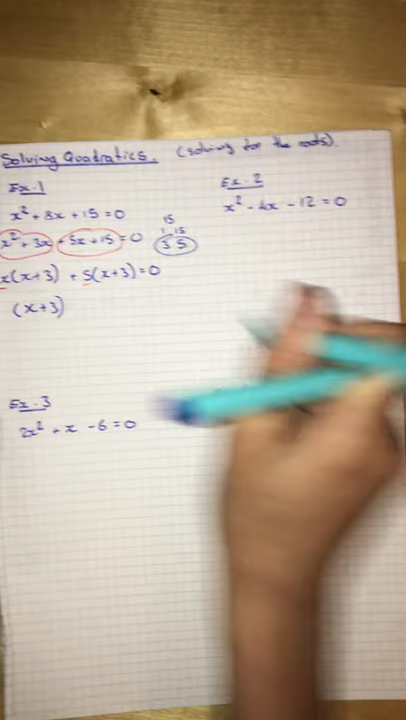 Solving Quadratics. (solving for the roots).
Ex.1
x² + 8x + 15 = 0
15
1 15
3 5
x² + 3x + 5x + 15 = 0
x(x+3) + 5(x+3) = 0
(x+3)
Ex.2
x² - 4x - 12 = 0
Ex.3
2x² + x - 6 = 0